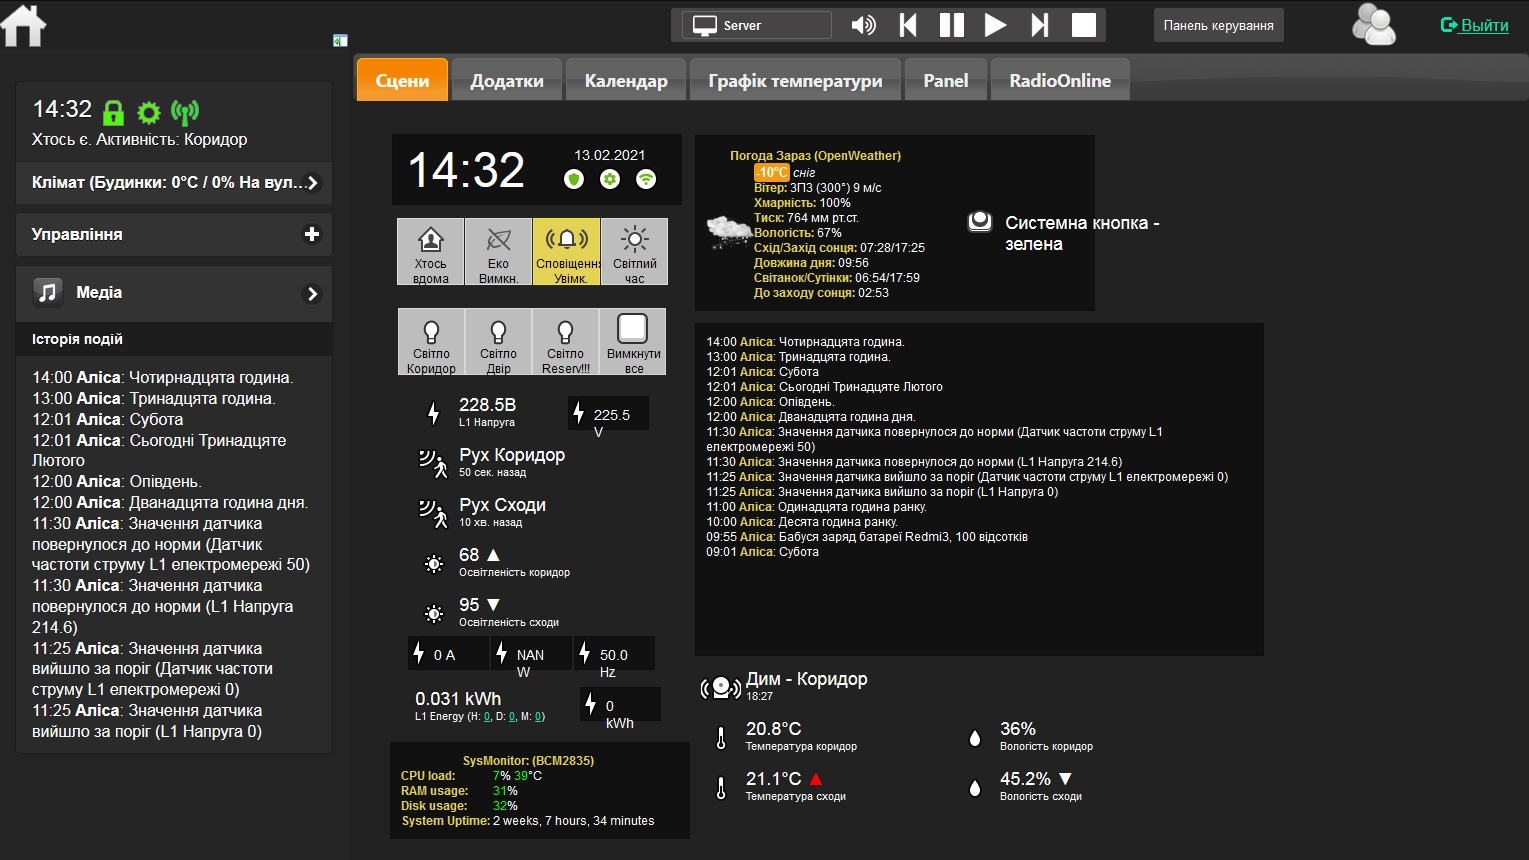 Server
Панель керування
Выйти
Сцени
Додатки
Календар
Графік температури
Panel
RadioOnline
14:32
Хтось є. Активність: Коридор
Клімат (Будинки: 0°C / 0% На вул...
Управління
Медіа
Історія подій
14:00 Аліса: Чотирнадцята година.
13:00 Аліса: Тринадцята година.
12:01 Аліса: Субота
12:01 Аліса: Сьогодні Тринадцяте
Лютого
12:00 Аліса: Опівдень.
12:00 Аліса: Дванадцята година дня.
11:30 Аліса: Значення датчика
повернулося до норми (Датчик
частоти струму L1 електромережі 50)
11:30 Аліса: Значення датчика
повернулося до норми (L1 Напруга
214.6)
11:25 Аліса: Значення датчика
вийшло за поріг (Датчик частоти
струму L1 електромережі 0)
11:25 Аліса: Значення датчика
вийшло за поріг (L1 Напруга 0)
14:32
13.02.2021
Хтось
вдома
Еко
Вимкн.
Сповіщення
Увімк.
Світлий
час
Світло
Коридор
Світло
Двір
Світло
Reserv!!!
Вимкнути
все
228.5В
L1 Напруга
225.5
V
Рух Коридор
50 сек. назад
Рух Сходи
10 хв. назад
68 ▲
Освітленість коридор
95 ▼
Освітленість сходи
0 A
NAN
W
50.0
Hz
0.031 kWh
L1 Energy (H: 0, D: 0, M: 0)
0
kWh
SysMonitor: (BCM2835)
CPU load: 7% 39°C
RAM usage: 31%
Disk usage: 32%
System Uptime: 2 weeks, 7 hours, 34 minutes
Погода Зараз (OpenWeather)
-10°C сніг
Вітер: ЗПЗ (300°) 9 м/с
Хмарність: 100%
Тиск: 764 мм рт.ст.
Вологість: 67%
Схід/Захід сонця: 07:28/17:25
Довжина дня: 09:56
Світанок/Сутінки: 06:54/17:59
До заходу сонця: 02:53
Системна кнопка -
зелена
14:00 Аліса: Чотирнадцята година.
13:00 Аліса: Тринадцята година.
12:01 Аліса: Субота
12:01 Аліса: Сьогодні Тринадцяте Лютого
12:00 Аліса: Опівдень.
12:00 Аліса: Дванадцята година дня.
11:30 Аліса: Значення датчика повернулося до норми (Датчик частоти струму L1
електромережі 50)
11:30 Аліса: Значення датчика повернулося до норми (L1 Напруга 214.6)
11:25 Аліса: Значення датчика вийшло за поріг (Датчик частоти струму L1 електромережі 0)
11:25 Аліса: Значення датчика вийшло за поріг (L1 Напруга 0)
11:00 Аліса: Одинадцята година ранку.
10:00 Аліса: Десята година ранку.
09:55 Аліса: Бабуся заряд батареї Redmi3, 100 відсотків
09:01 Аліса: Субота
Дим - Коридор
18:27
20.8°C
Температура коридор
36%
Вологість коридор
21.1°C ▲
Температура сходи
45.2% ▼
Вологість сходи